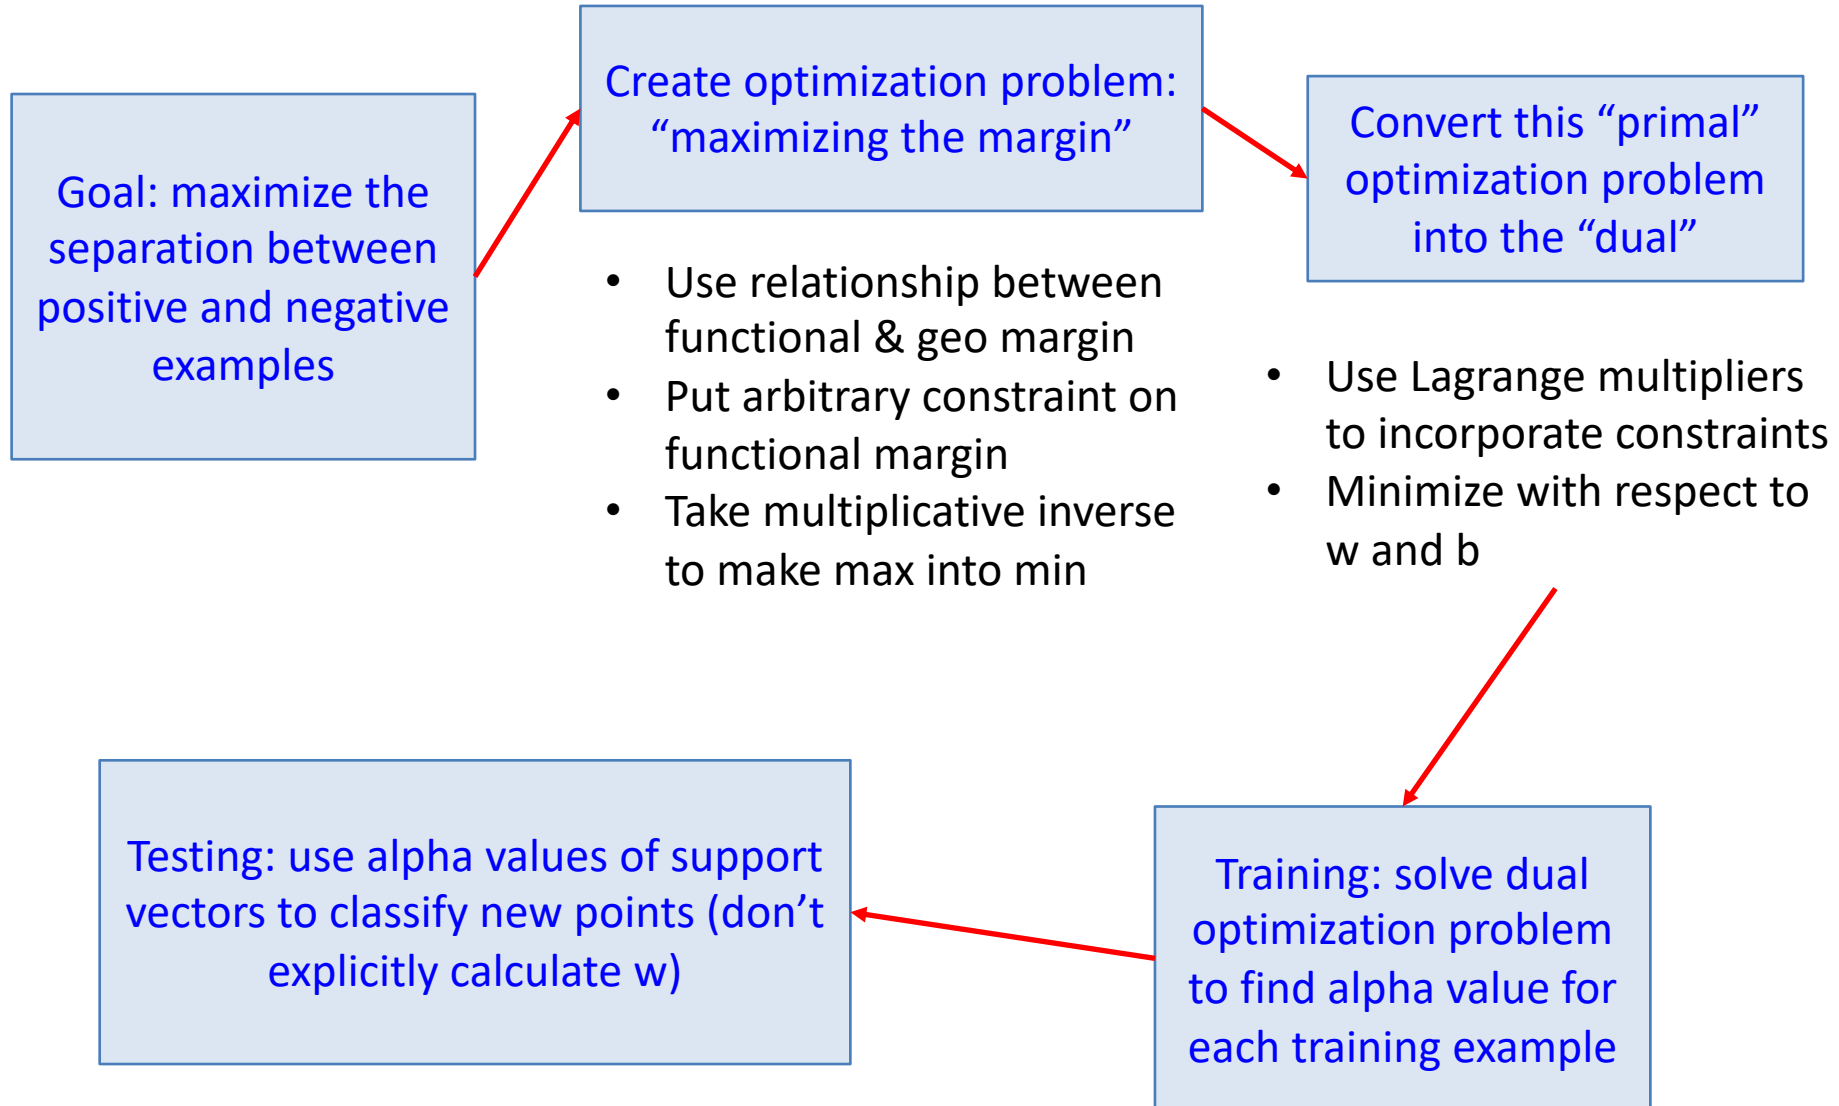 Goal: maximize the
separation between
positive and negative
examples
Create optimization problem:
“maximizing the margin”
• Use relationship between
functional & geo margin
• Put arbitrary constraint on
functional margin
• Take multiplicative inverse
to make max into min
Convert this “primal”
optimization problem
into the “dual”
• Use Lagrange multipliers
to incorporate constraints
• Minimize with respect to
w and b
Training: solve dual
optimization problem
to find alpha value for
each training example
Testing: use alpha values of support
vectors to classify new points (don’t
explicitly calculate w)